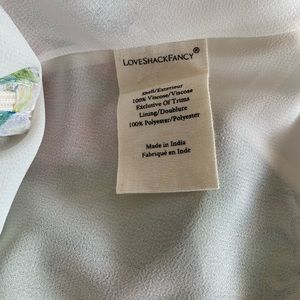 LOVESHACKFANCY®
Shell/Exterieur
100% Viscose/Viscose
Exclusive Of Trims
Lining/Doublure
100% Polyester/Polyester
Made in India
Fabriqué en Inde